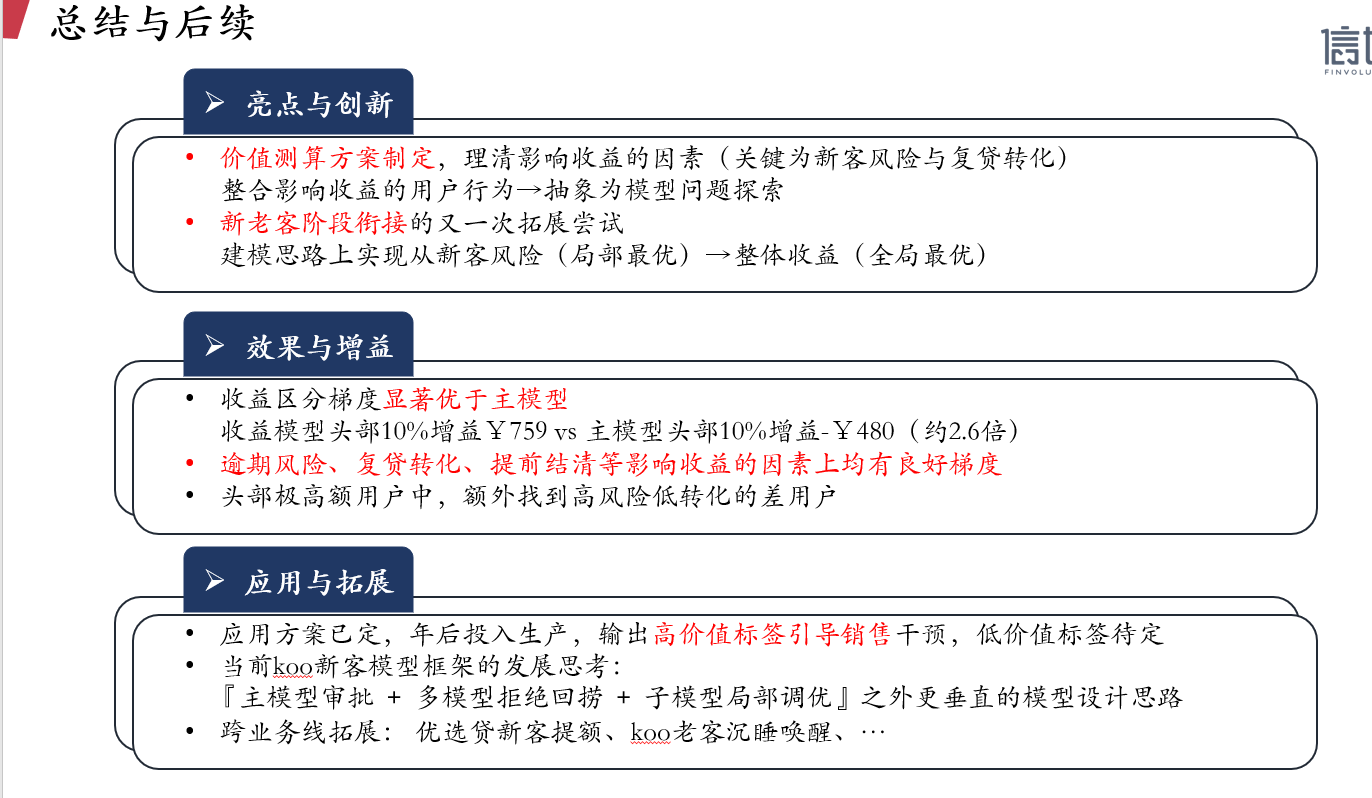 总结与后续
信
FINVOLU
➢ 亮点与创新
• 价值测算方案制定，理清影响收益的因素（关键为新客风险与复贷转化）
整合影响收益的用户行为→抽象为模型问题探索
• 新老客阶段衔接的又一次拓展尝试
建模思路上实现从新客风险（局部最优）→整体收益（全局最优）
➢ 效果与增益
• 收益区分梯度显著优于主模型
收益模型头部10%增益￥759 vs 主模型头部10%增益-￥480（约2.6倍）
• 逾期风险、复贷转化、提前结清等影响收益的因素上均有良好梯度
• 头部极高额用户中，额外找到高风险低转化的差用户
➢ 应用与拓展
• 应用方案已定，年后投入生产，输出高价值标签引导销售干预，低价值标签待定
• 当前koo新客模型框架的发展思考：
『主模型审批 + 多模型拒绝回捞 + 子模型局部调优』之外更垂直的模型设计思路
• 跨业务线拓展： 优选贷新客提额、koo老客沉睡唤醒、…